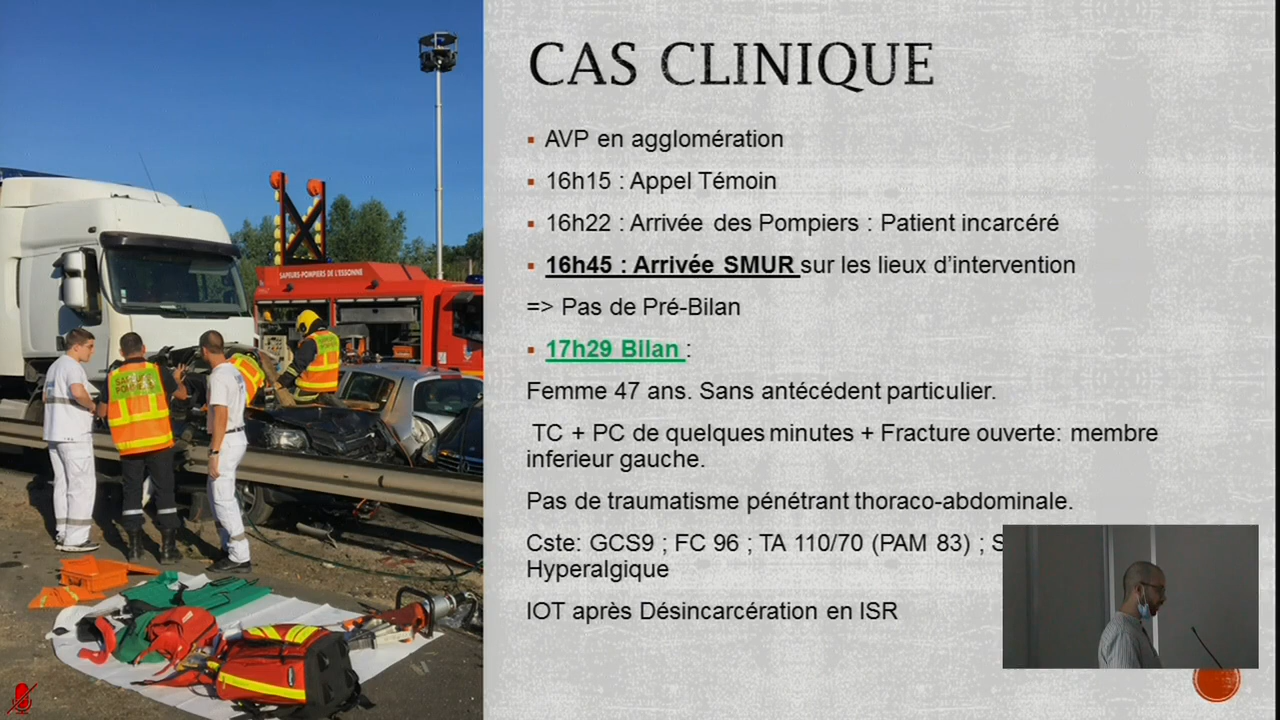 CAS CLINIQUE
▪ AVP en agglomération
▪ 16h15 : Appel Témoin
▪ 16h22 : Arrivée des Pompiers : Patient incarcéré
▪ 16h45 : Arrivée SMUR sur les lieux d’intervention
=> Pas de Pré-Bilan
▪ 17h29 Bilan :
Femme 47 ans. Sans antécédent particulier.
TC + PC de quelques minutes + Fracture ouverte: membre
inferieur gauche.
Pas de traumatisme pénétrant thoraco-abdominale.
Cste: GCS9 ; FC 96 ; TA 110/70 (PAM 83) ; S
Hyperalgique
IOT après Désincarcération en ISR
SAPEURS-POMPIERS DE L'ESSONNE
SAPEURS
POMPIERS